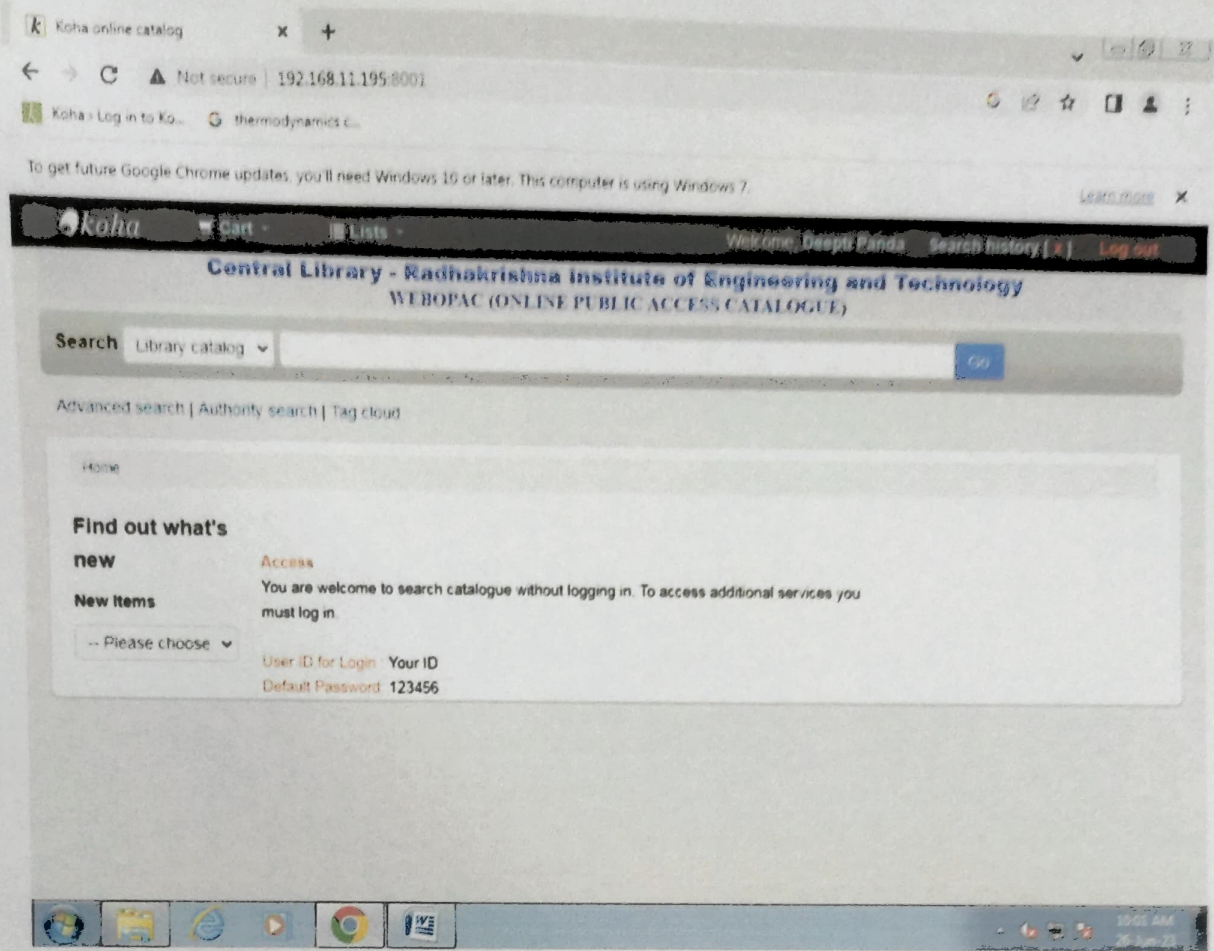 Koha online catalog
Not secure | 192.168.11.195:8001
Koha › Log in to Ko... thermodynamics c...
To get future Google Chrome updates, you'll need Windows 10 or later. This computer is using Windows 7.
Learn more
koha Cart Lists Welcome, Deepti Panda Search history [ x ] Log out
Central Library - Radhakrishna Institute of Engineering and Technology
WEBOPAC (ONLINE PUBLIC ACCESS CATALOGUE)
Search Library catalog Go
Advanced search | Authority search | Tag cloud
Home
Find out what's
new
Access
You are welcome to search catalogue without logging in. To access additional services you
New Items
must log in.
-- Please choose
User ID for Login Your ID
Default Password 123456
10:01 AM